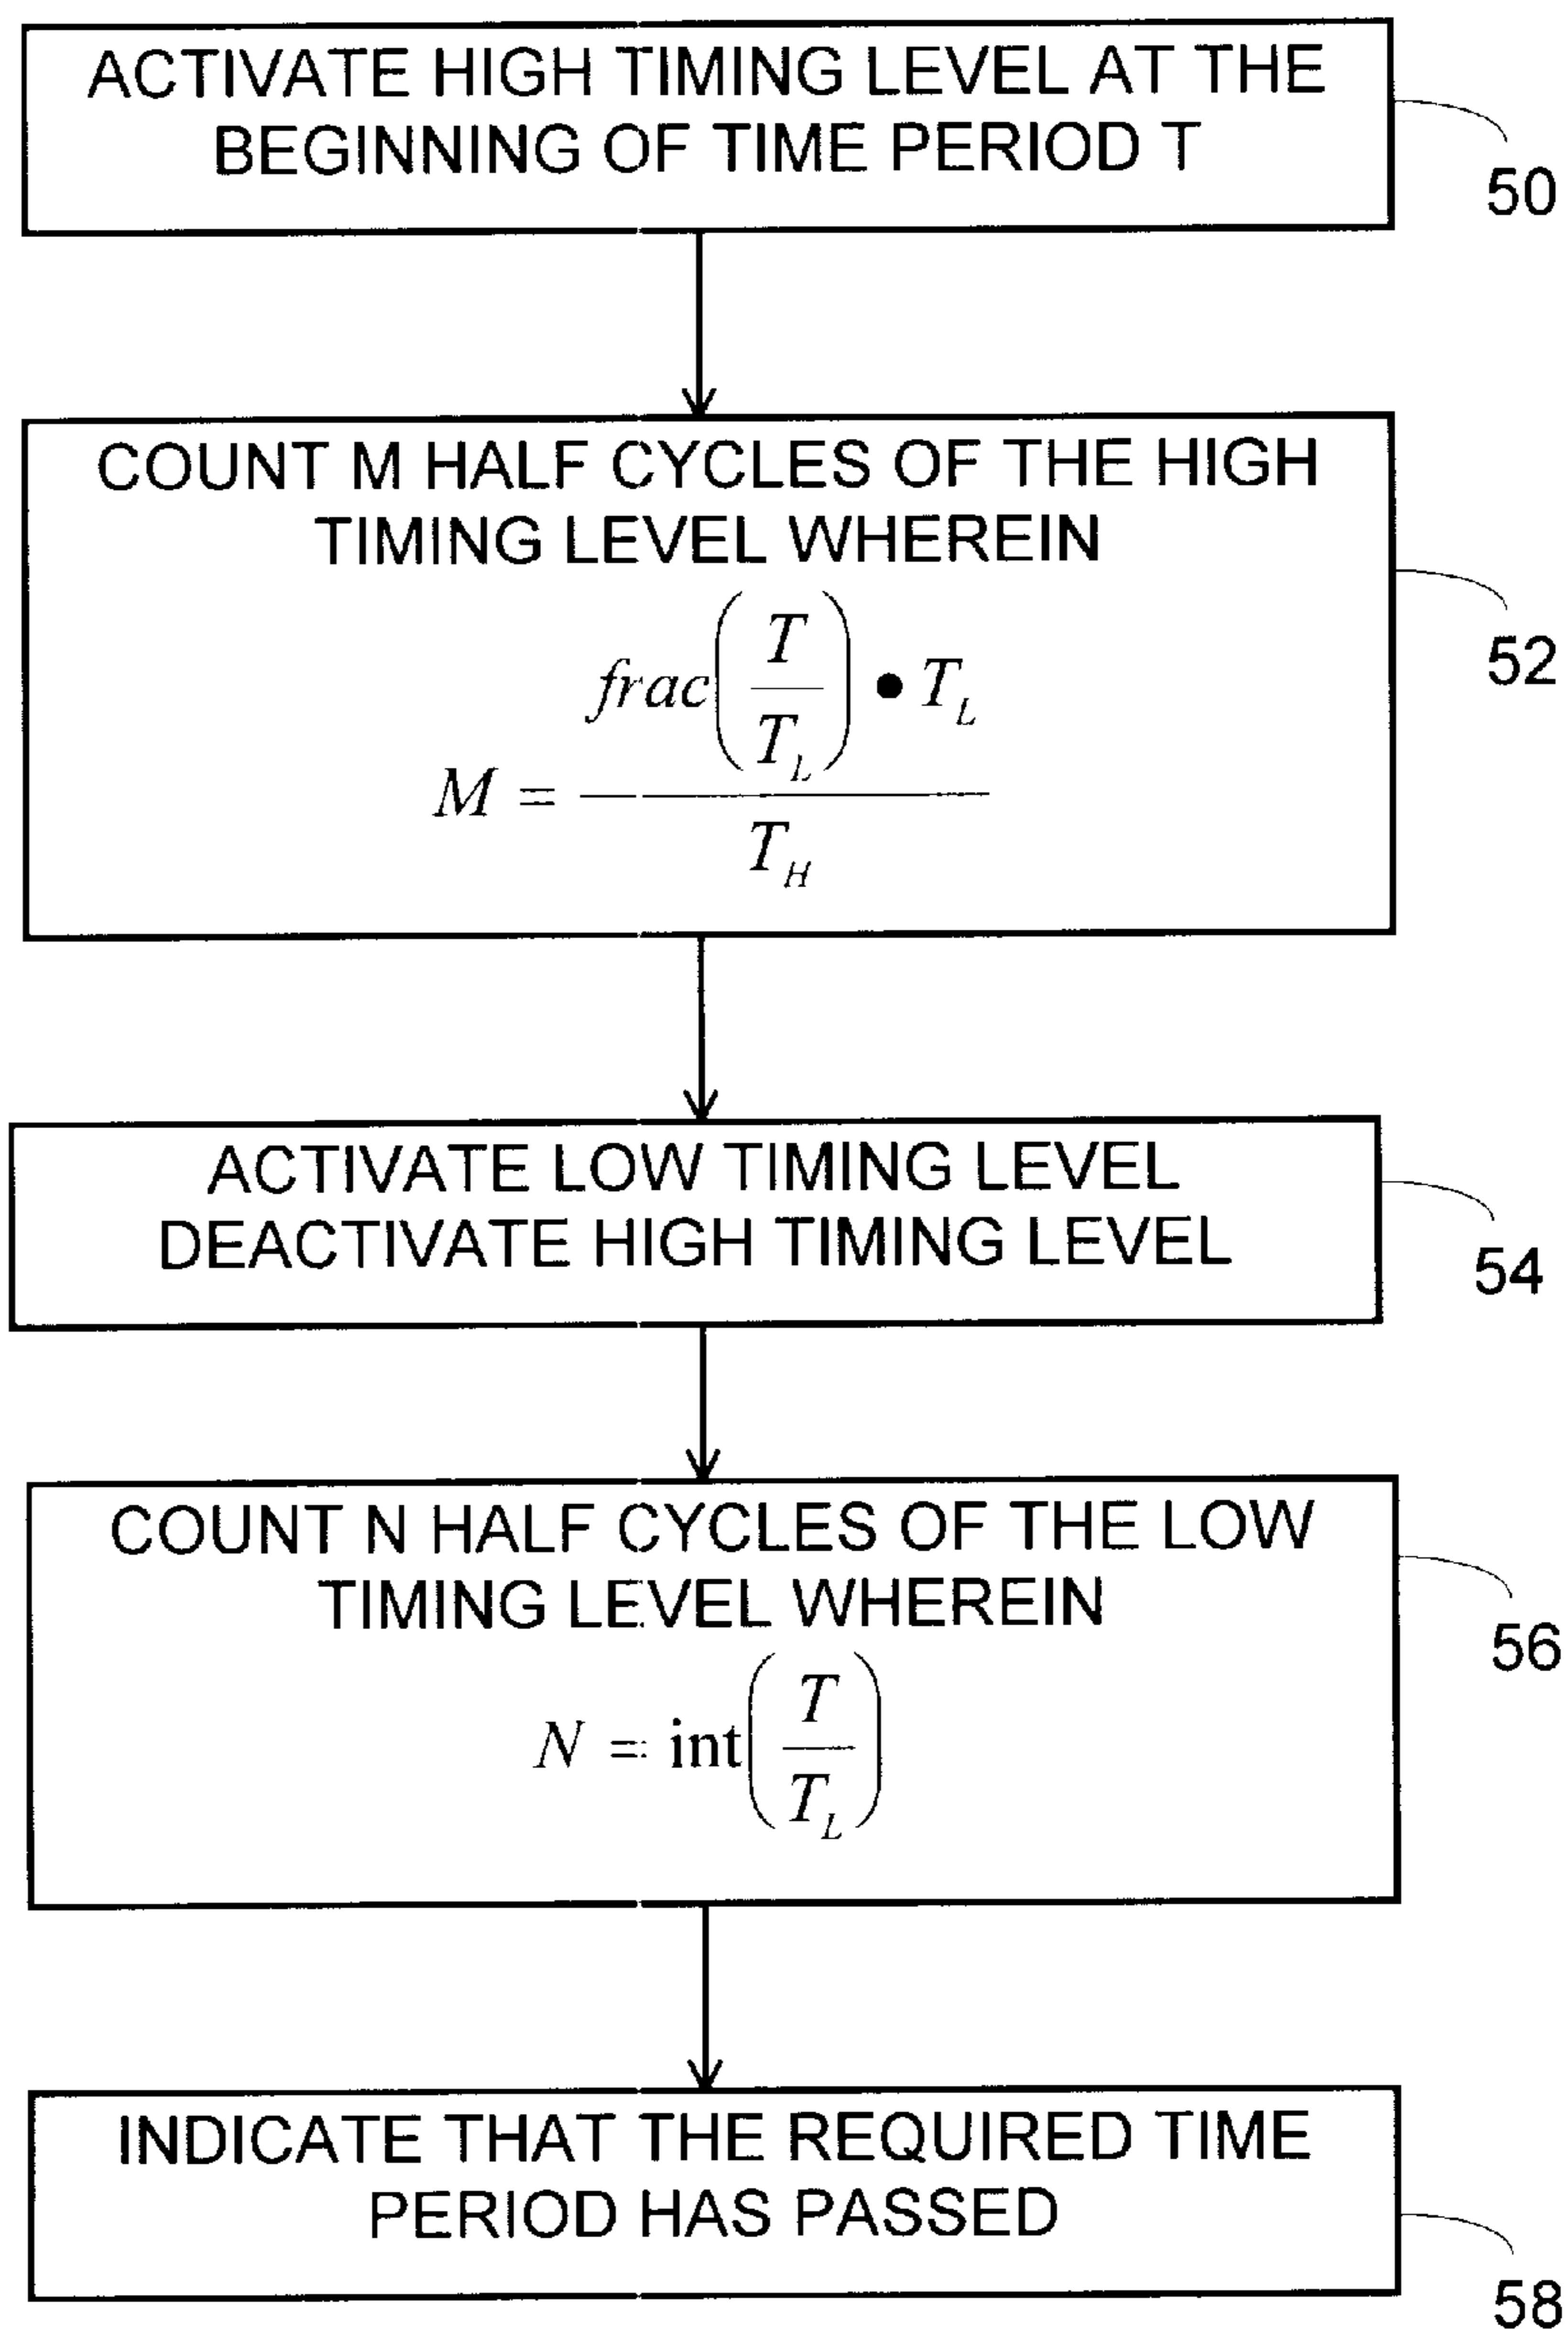 ACTIVATE HIGH TIMING LEVEL AT THE
BEGINNING OF TIME PERIOD T
50
COUNT M HALF CYCLES OF THE HIGH
TIMING LEVEL WHEREIN
M = frac(T / T_L) • T_L / T_H
52
ACTIVATE LOW TIMING LEVEL
DEACTIVATE HIGH TIMING LEVEL
54
COUNT N HALF CYCLES OF THE LOW
TIMING LEVEL WHEREIN
N = int(T / T_L)
56
INDICATE THAT THE REQUIRED TIME
PERIOD HAS PASSED
58